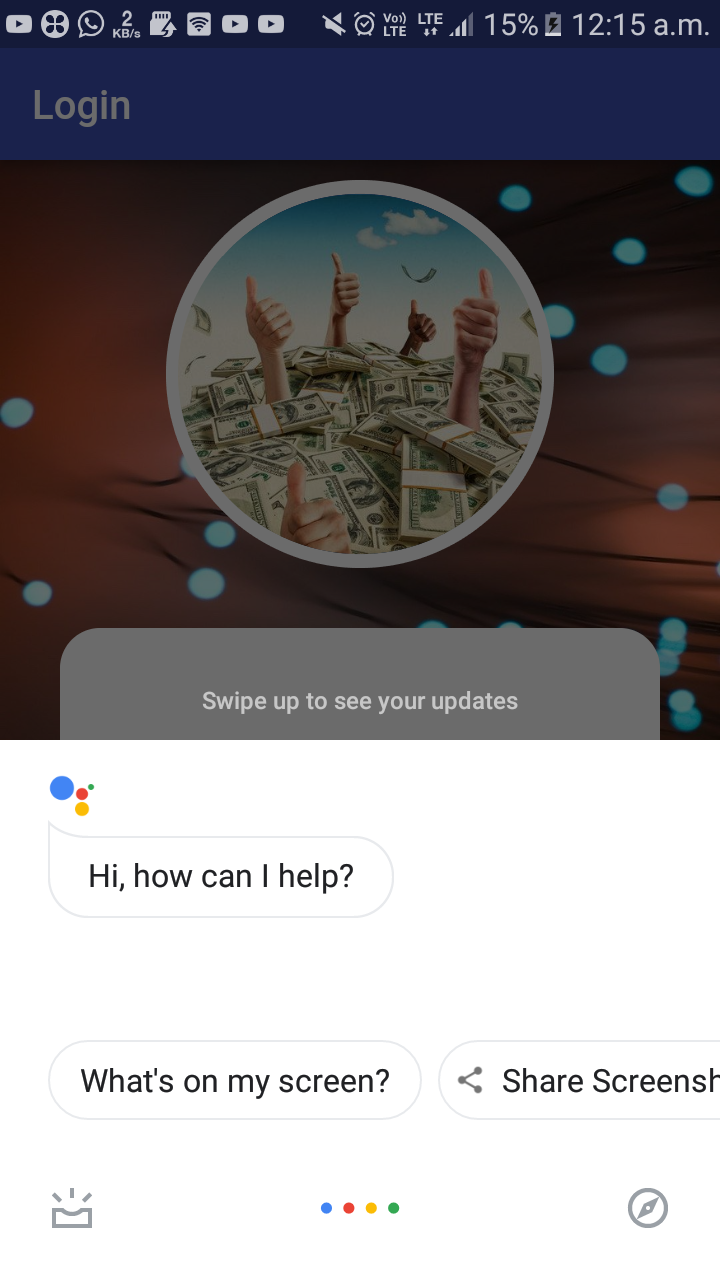 2 KB/s Vo)) LTE LTE 15% 12:15 a.m.
Login
Swipe up to see your updates
Hi, how can I help?
What's on my screen? Share Screensh